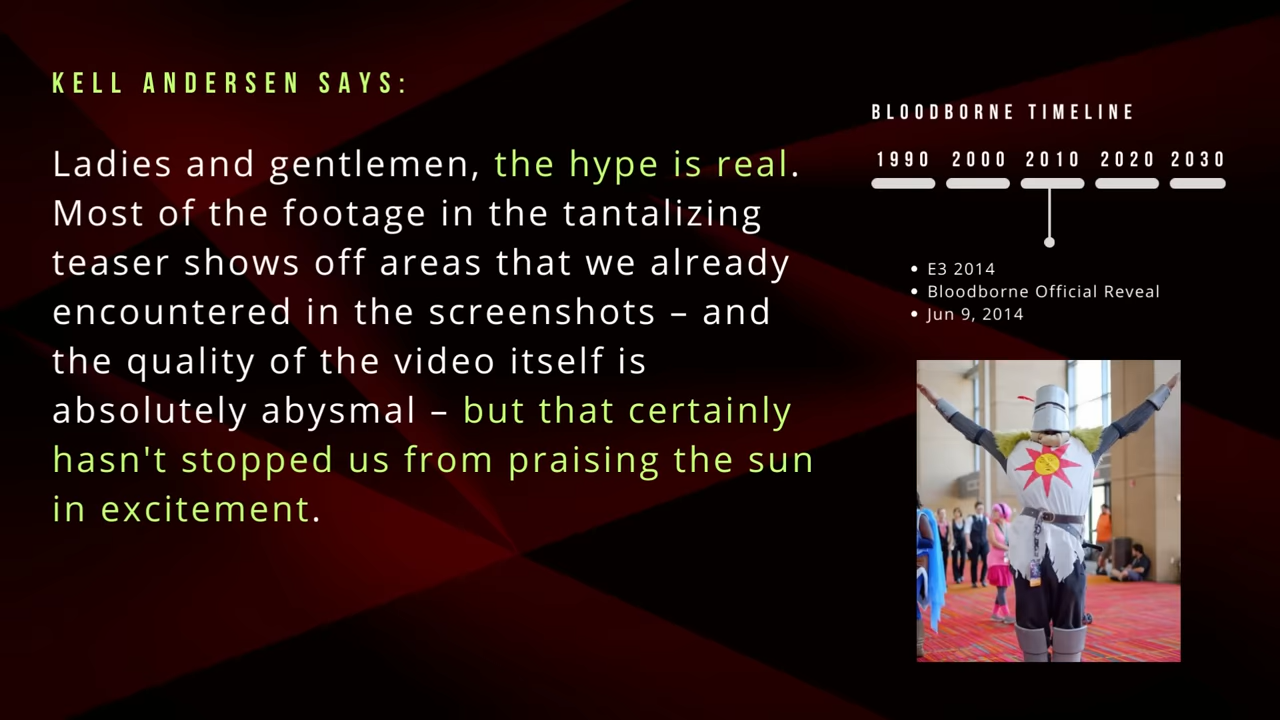 KELL ANDERSEN SAYS:
Ladies and gentlemen, the hype is real.
Most of the footage in the tantalizing
teaser shows off areas that we already
encountered in the screenshots – and
the quality of the video itself is
absolutely abysmal – but that certainly
hasn't stopped us from praising the sun
in excitement.
BLOODBORNE TIMELINE
1990 2000 2010 2020 2030
• E3 2014
• Bloodborne Official Reveal
• Jun 9, 2014